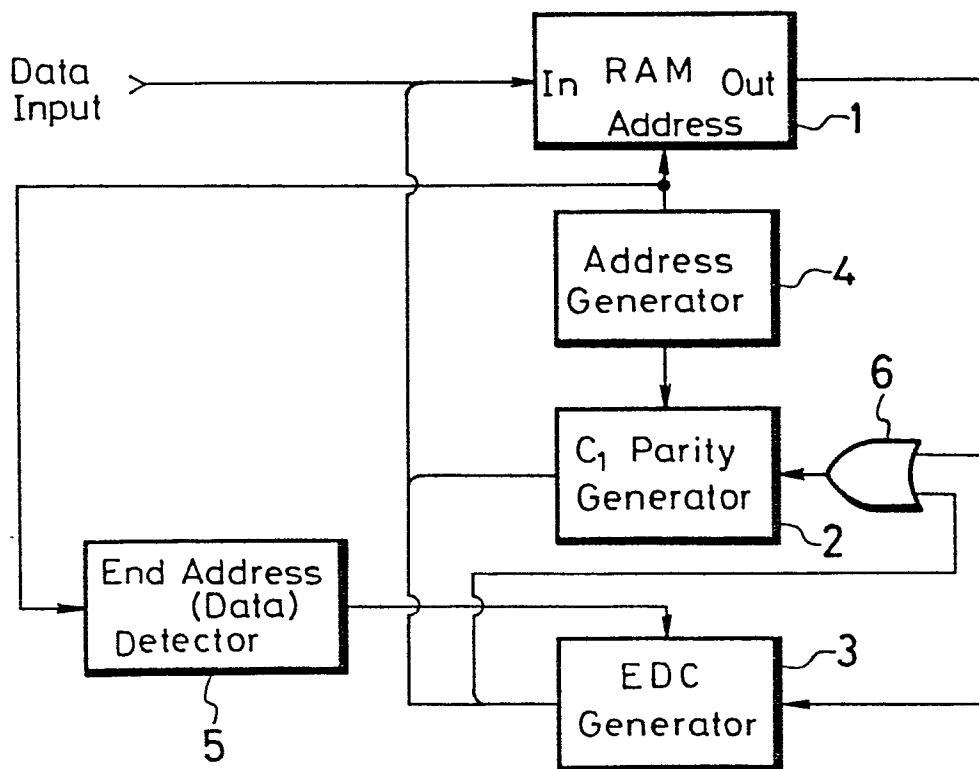 Data
Input
In RAM Out
Address
1
Address
Generator
4
6
C₁ Parity
Generator
2
End Address
(Data)
Detector
5
EDC
Generator
3